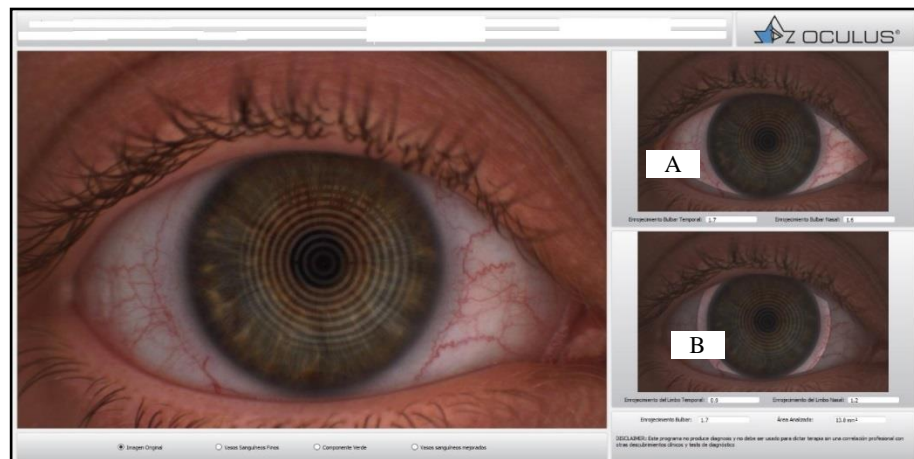 OCULUS®
A
Enrojecimiento Bulbar Temporal: 1.7 Enrojecimiento Bulbar Nasal: 1.6
B
Enrojecimiento del Limbo Temporal: 0.9 Enrojecimiento del Limbo Nasal: 1.2
Enrojecimiento Bulbar: 1.7 Área Analizada: 13.8 mm²
DISCLAIMER: Este programa no produce diagnosis y no debe ser usado para dictar terapia sin una correlación profesional con
otras descubrimientos clínicos y tests de diagnóstico.
Imagen Original Vasos Sanguíneos Finos Componente Verde Vasos sanguíneos mejorados